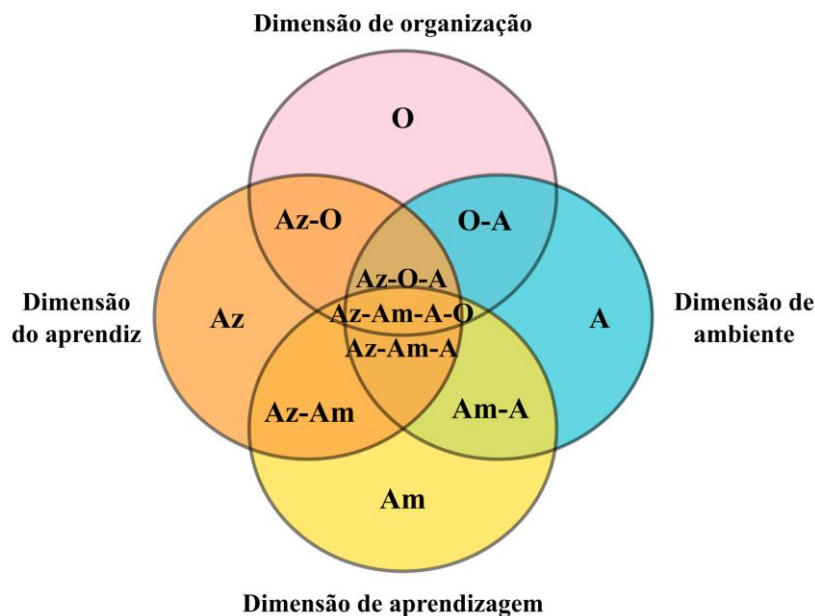 Dimensão de organização
O
Az-O
O-A
Az-O-A
Dimensão
do aprendiz
Az
Az-Am-A-O
A
Dimensão de
ambiente
Az-Am-A
Az-Am
Am-A
Am
Dimensão de aprendizagem